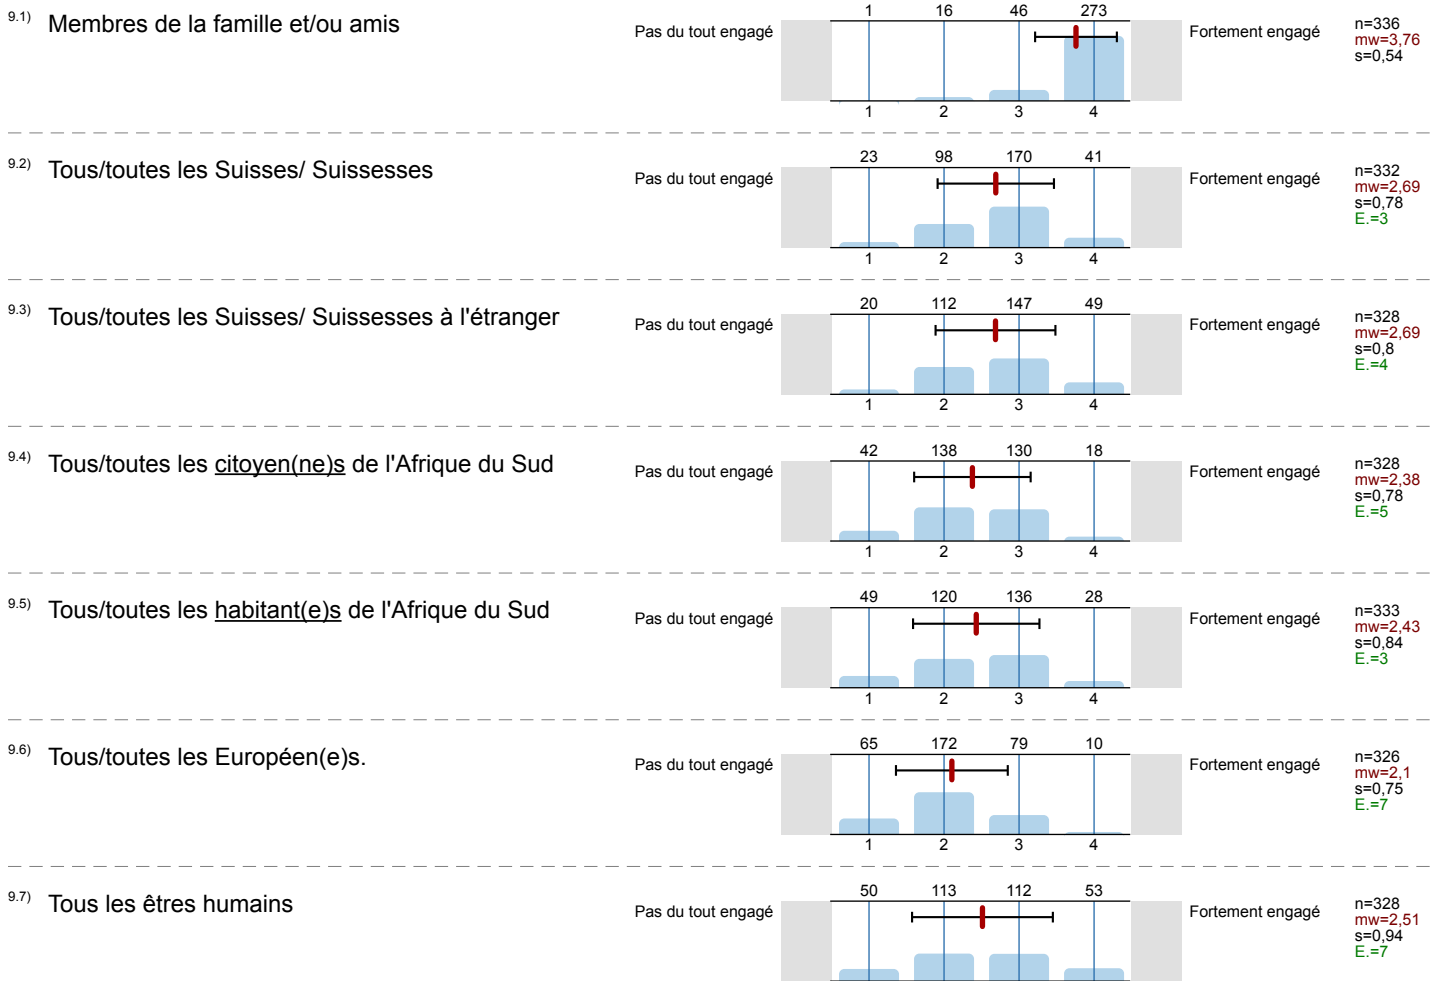 9.1) Membres de la famille et/ou amis
Pas du tout engagé
1 16 46 273
1 2 3 4
Fortement engagé
n=336
mw=3,76
s=0,54
9.2) Tous/toutes les Suisses/ Suissesses
Pas du tout engagé
23 98 170 41
1 2 3 4
Fortement engagé
n=332
mw=2,69
s=0,78
E.=3
9.3) Tous/toutes les Suisses/ Suissesses à l'étranger
Pas du tout engagé
20 112 147 49
1 2 3 4
Fortement engagé
n=328
mw=2,69
s=0,8
E.=4
9.4) Tous/toutes les citoyen(ne)s de l'Afrique du Sud
Pas du tout engagé
42 138 130 18
1 2 3 4
Fortement engagé
n=328
mw=2,38
s=0,78
E.=5
9.5) Tous/toutes les habitant(e)s de l'Afrique du Sud
Pas du tout engagé
49 120 136 28
1 2 3 4
Fortement engagé
n=333
mw=2,43
s=0,84
E.=3
9.6) Tous/toutes les Européen(e)s.
Pas du tout engagé
65 172 79 10
1 2 3 4
Fortement engagé
n=326
mw=2,1
s=0,75
E.=7
9.7) Tous les êtres humains
Pas du tout engagé
50 113 112 53
Fortement engagé
n=328
mw=2,51
s=0,94
E.=7